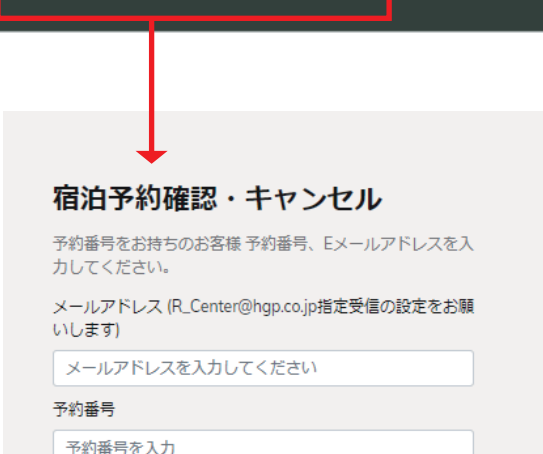 宿泊予約確認・キャンセル
予約番号をお持ちのお客様 予約番号、Eメールアドレスを入
力してください。
メールアドレス (R_Center@hgp.co.jp指定受信の設定をお願
いします)
メールアドレスを入力してください
予約番号
予約番号を入力